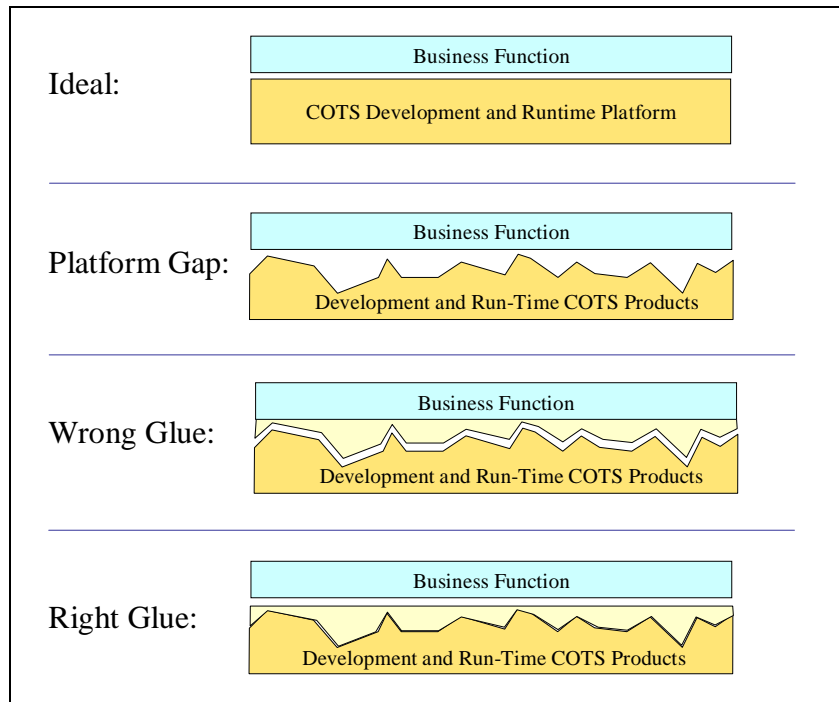 Ideal:
Business Function
COTS Development and Runtime Platform
Platform Gap:
Business Function
Development and Run-Time COTS Products
Wrong Glue:
Business Function
Development and Run-Time COTS Products
Right Glue:
Business Function
Development and Run-Time COTS Products